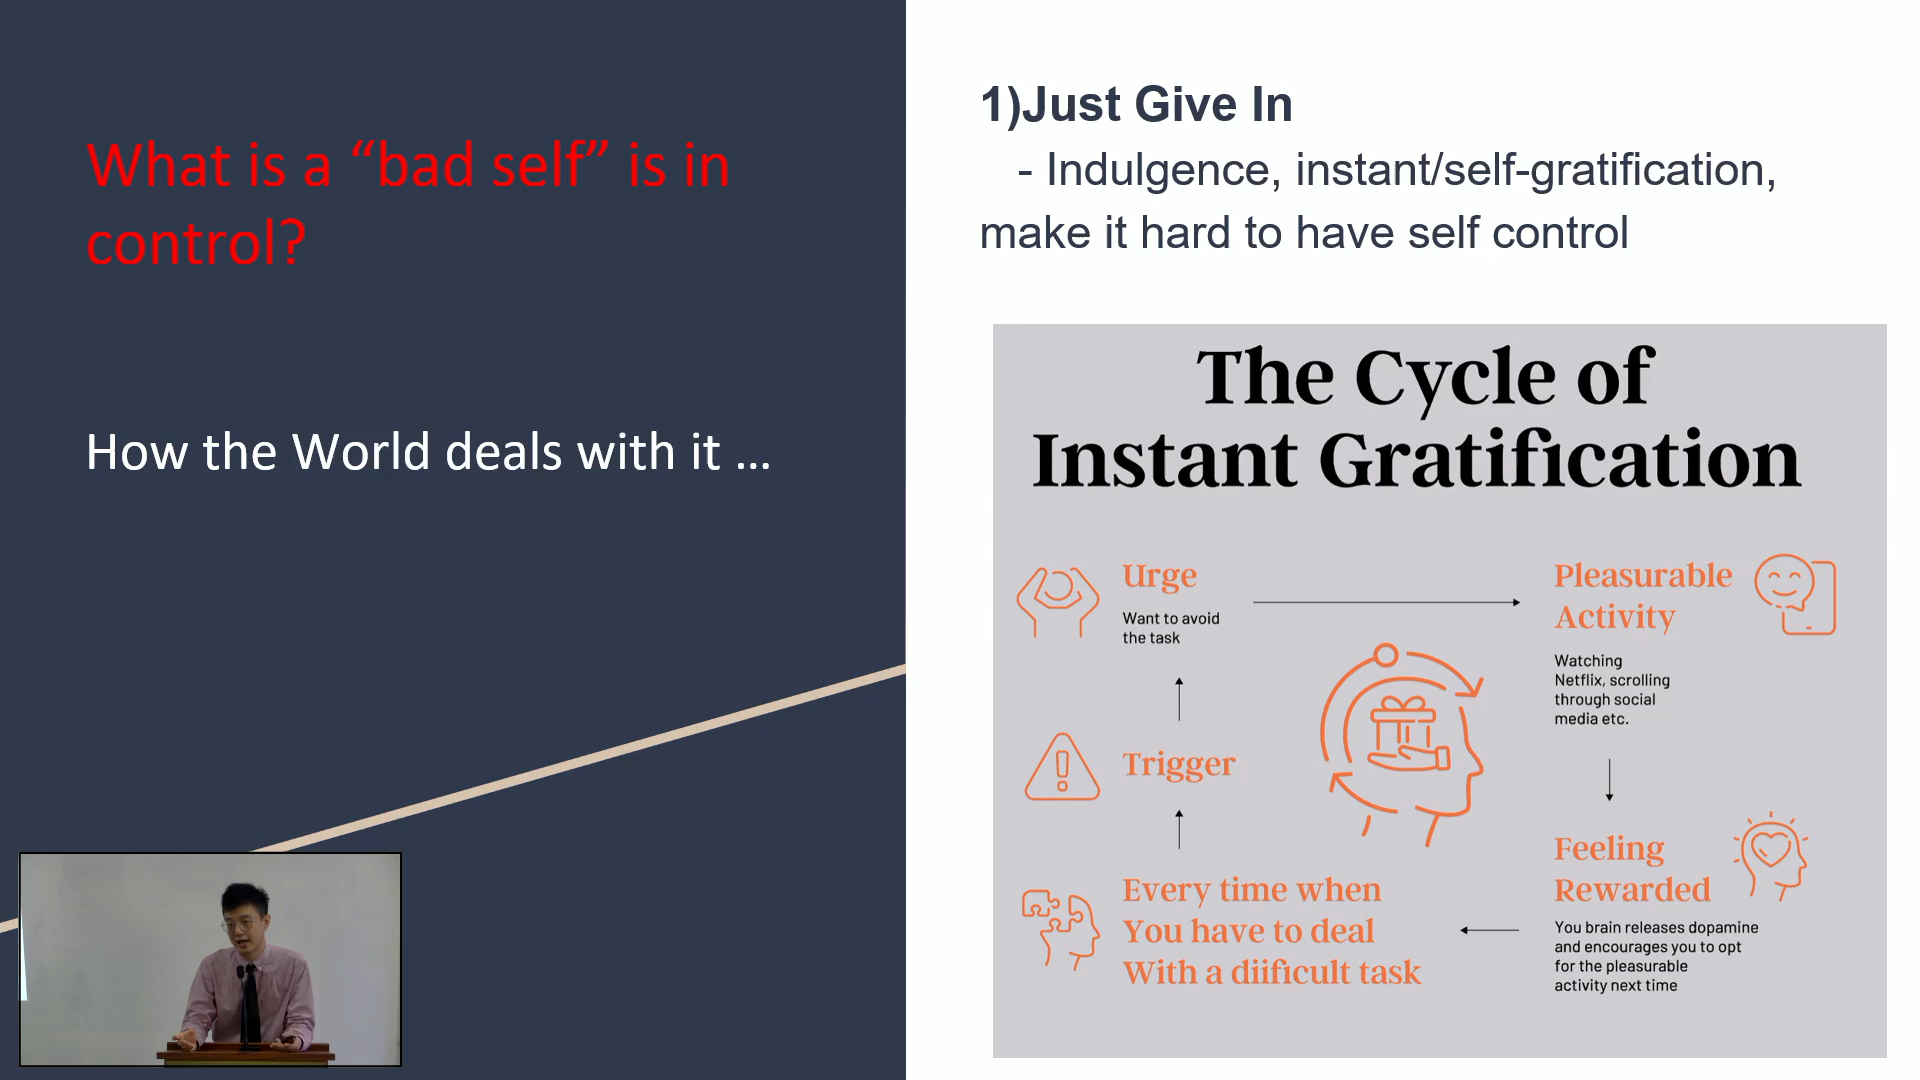 What is a “bad self” is in
control?
How the World deals with it ...
1)Just Give In
- Indulgence, instant/self-gratification,
make it hard to have self control
The Cycle of
Instant Gratification
Urge
Want to avoid
the task
Pleasurable
Activity
Watching
Netflix, scrolling
through social
media etc.
Trigger
Feeling
Rewarded
You brain releases dopamine
and encourages you to opt
for the pleasurable
activity next time
Every time when
You have to deal
With a diificult task